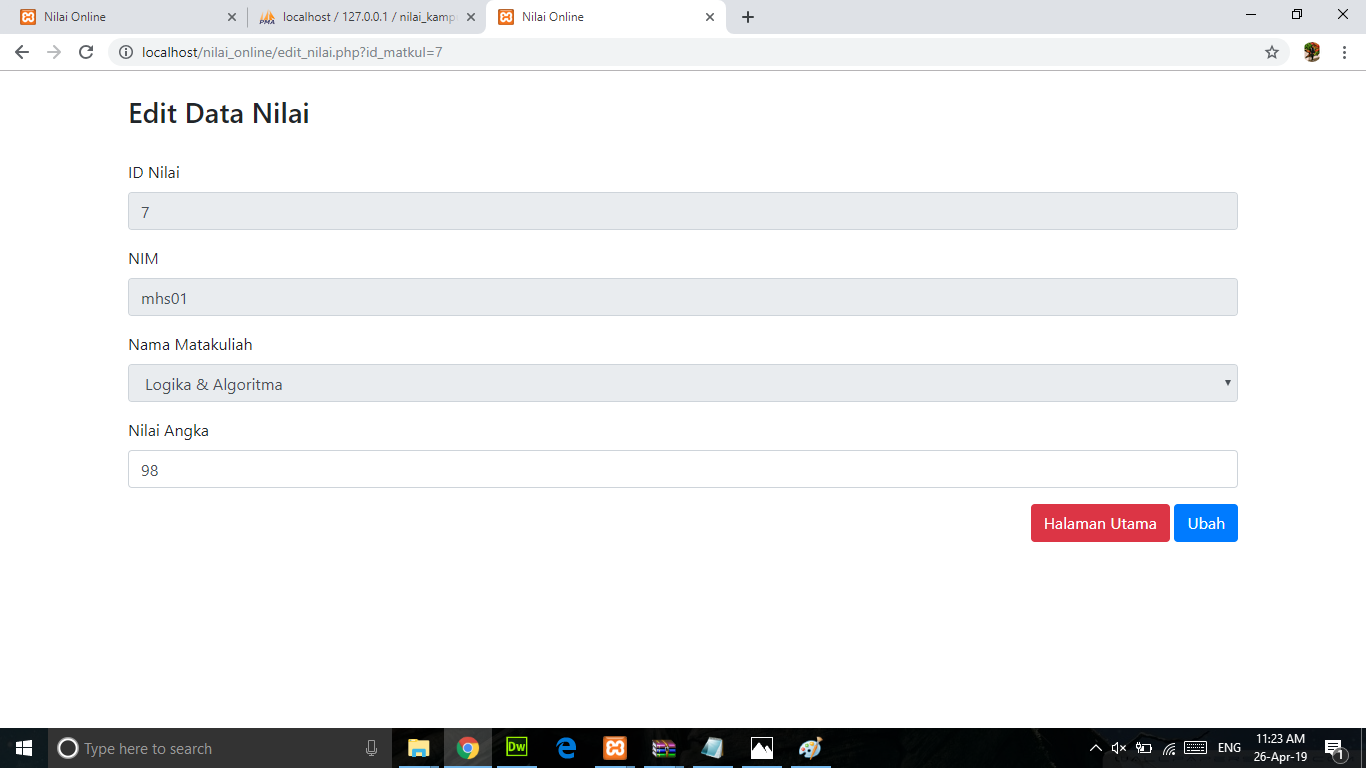 Nilai Online
PMA
localhost / 127.0.0.1 / nilai_kamp
Nilai Online
localhost/nilai_online/edit_nilai.php?id_matkul=7
Edit Data Nilai
ID Nilai
7
NIM
mhs01
Nama Matakuliah
Logika & Algoritma
Nilai Angka
98
Halaman Utama
Ubah
Type here to search
Dw
ENG
11:23 AM
26-Apr-19
1